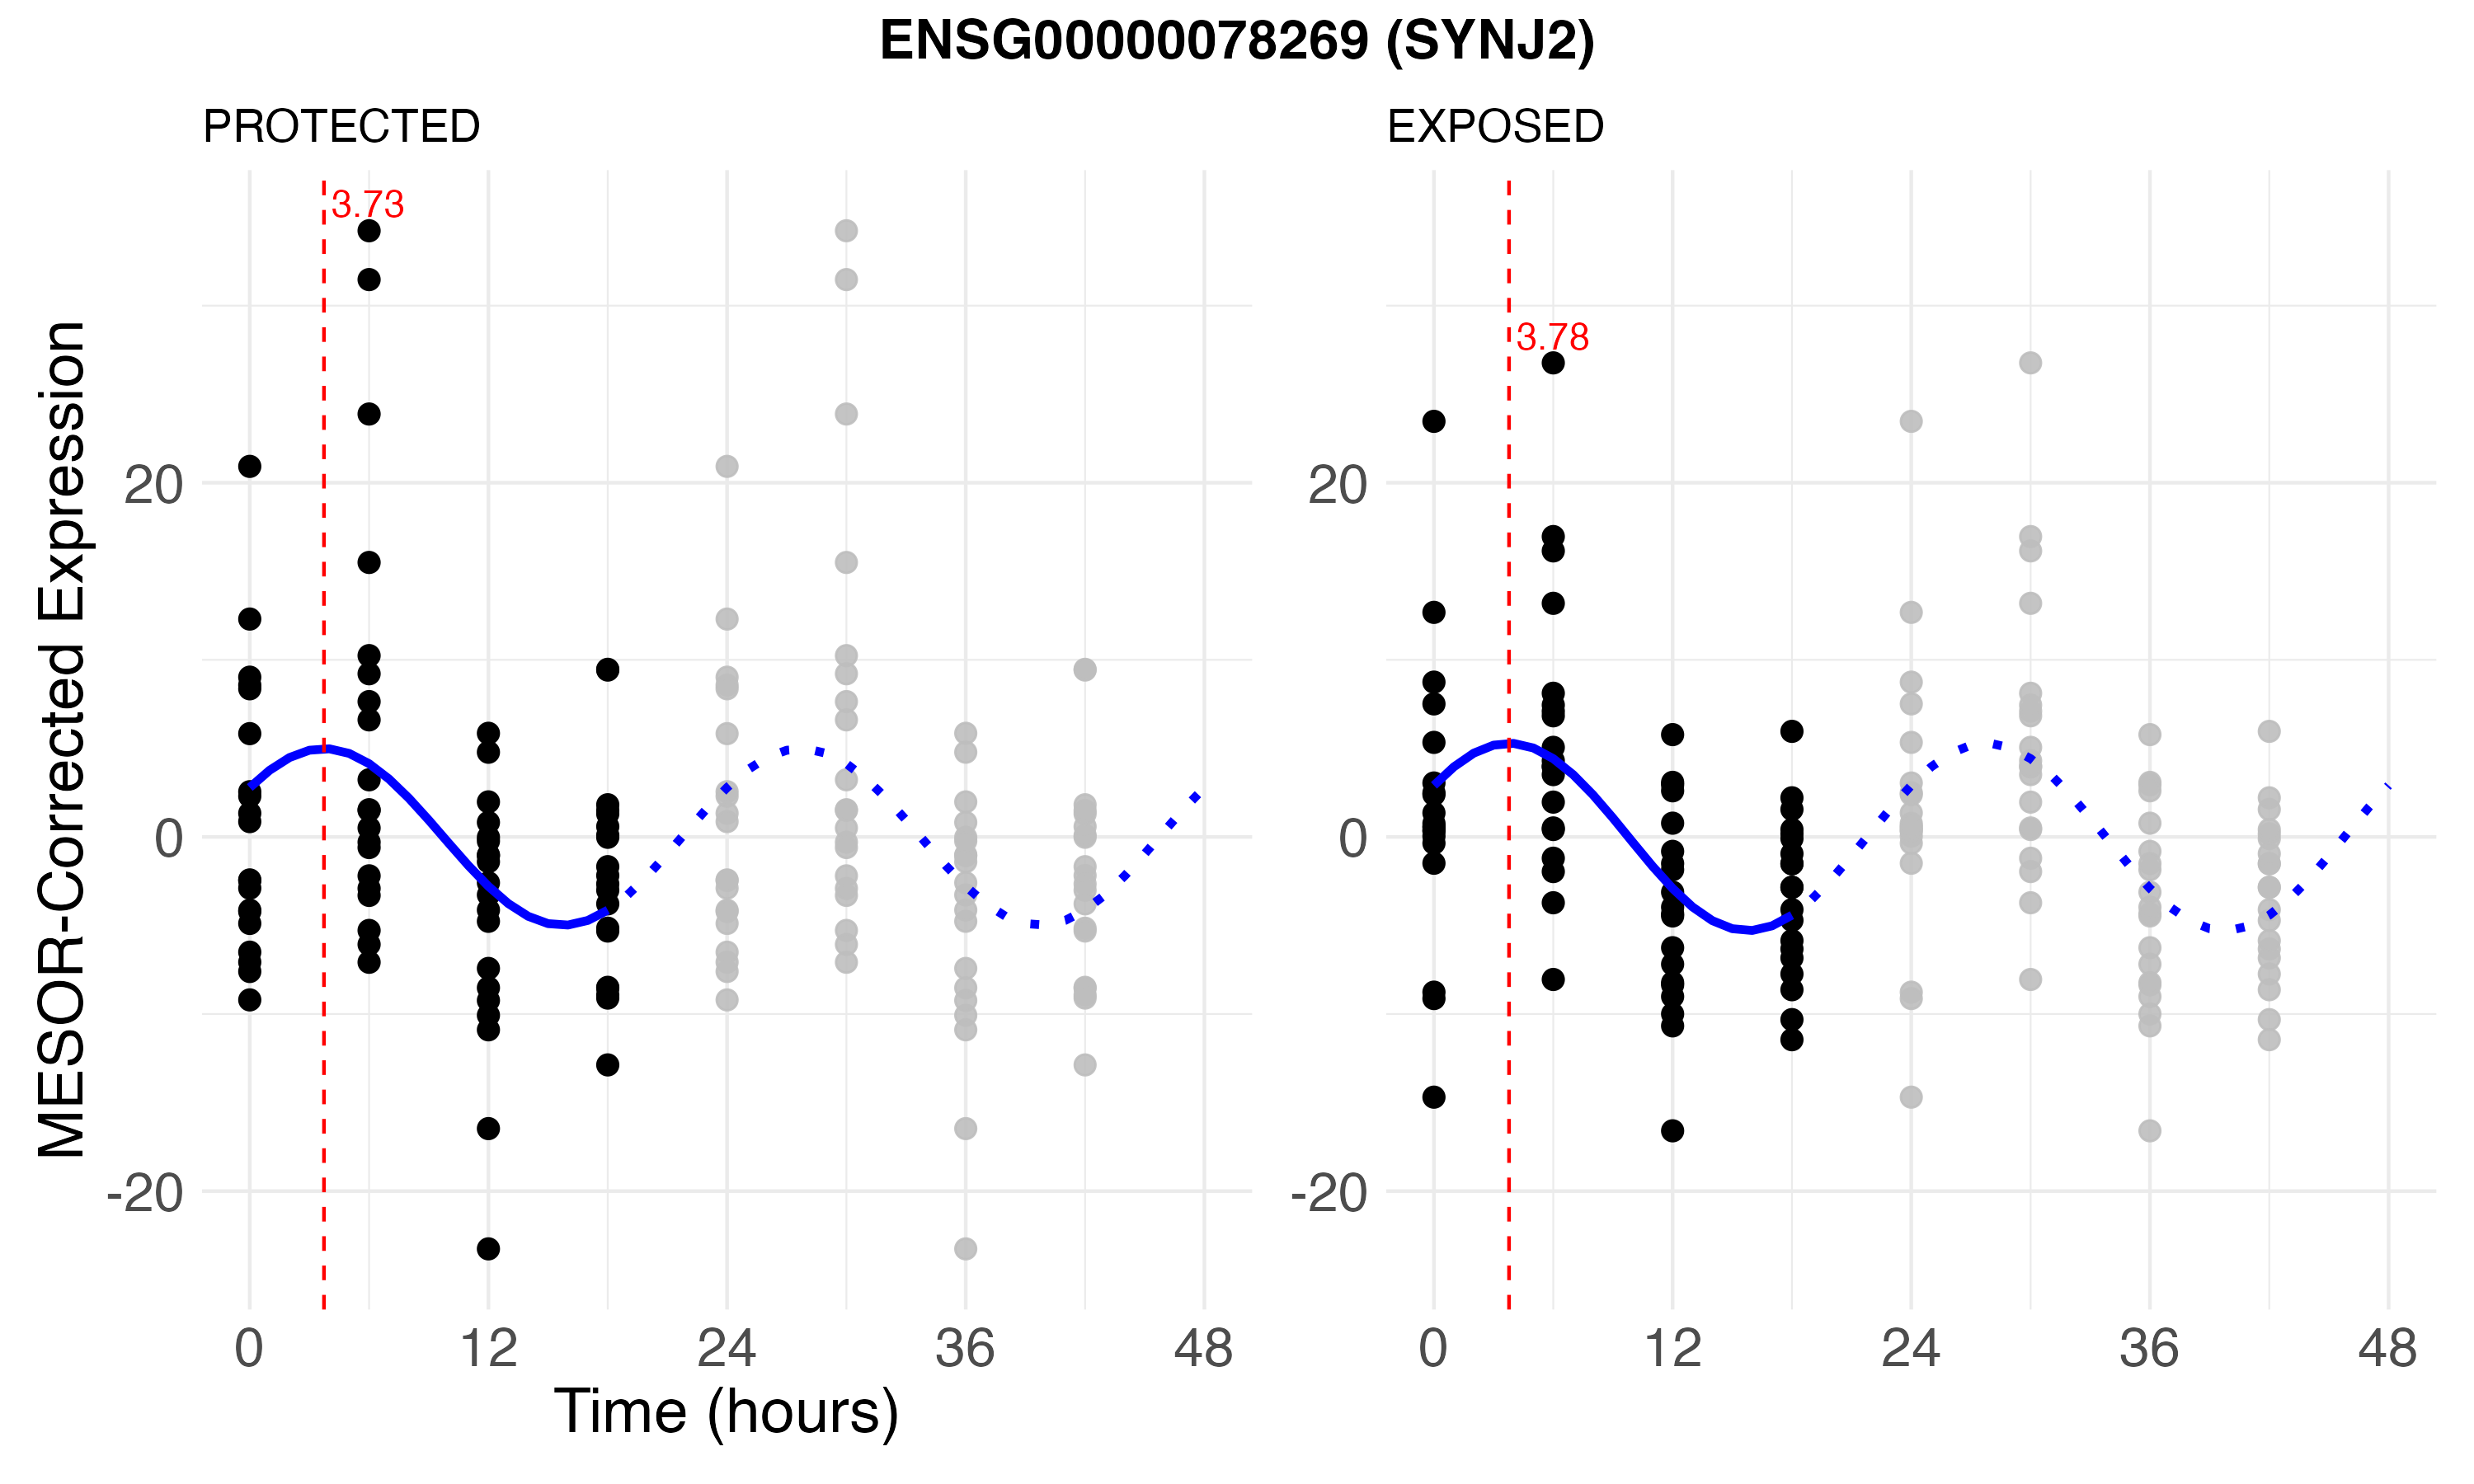 ENSG00000078269 (SYNJ2)
PROTECTED
EXPOSED
MESOR-Corrected Expression
3.73
20
0
-20
0 12 24 36 48
3.78
20
0
-20
0 12 24 36 48
Time (hours)